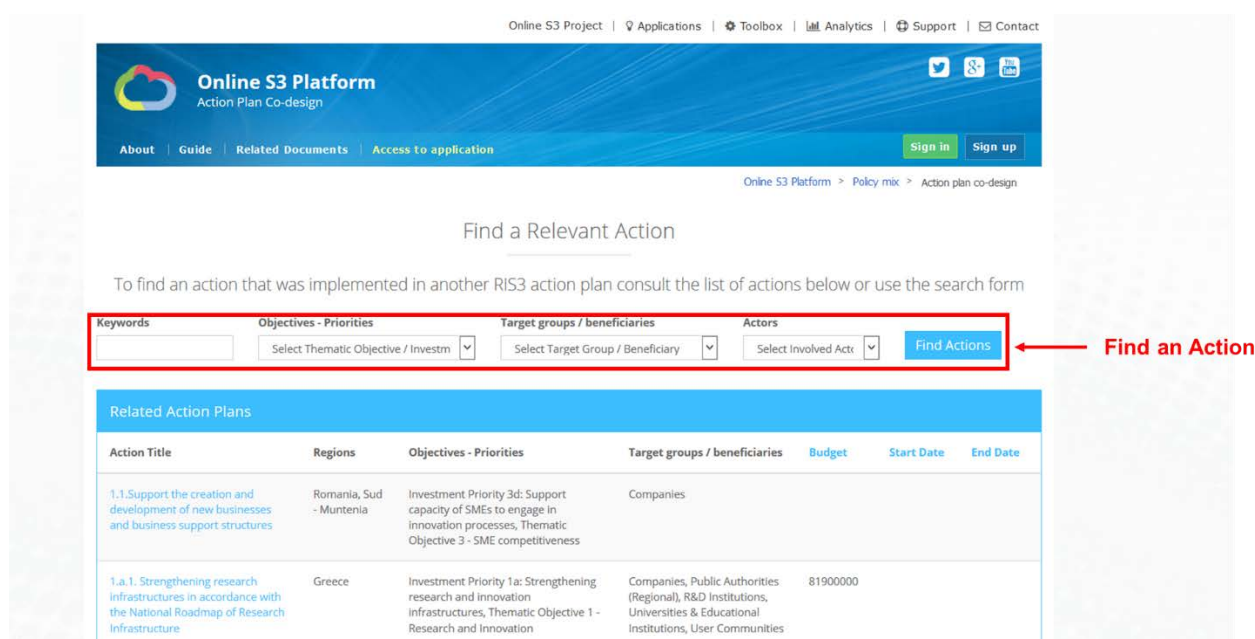 Online S3 Project | Applications | Toolbox | Analytics | Support | Contact
Online S3 Platform
Action Plan Co-design
You Tube
About | Guide | Related Documents | Access to application
Sign in Sign up
Online S3 Platform > Policy mix > Action plan co-design
Find a Relevant Action
To find an action that was implemented in another RIS3 action plan consult the list of actions below or use the search form
Keywords Objectives - Priorities Target groups / beneficiaries Actors
Select Thematic Objective / Investm Select Target Group / Beneficiary Select Involved Acto Find Actions
Find an Action
Related Action Plans
Action Title Regions Objectives - Priorities Target groups / beneficiaries Budget Start Date End Date
1.1.Support the creation and Romania, Sud Investment Priority 3d: Support Companies
development of new businesses - Muntenia capacity of SMEs to engage in
and business support structures innovation processes, Thematic
Objective 3 - SME competitiveness
1.a.1. Strengthening research Greece Investment Priority 1a: Strengthening Companies, Public Authorities 81900000
infrastructures in accordance with research and innovation (Regional), R&D Institutions,
the National Roadmap of Research infrastructures, Thematic Objective 1 - Universities & Educational
Infrastructure Research and Innovation Institutions, User Communities